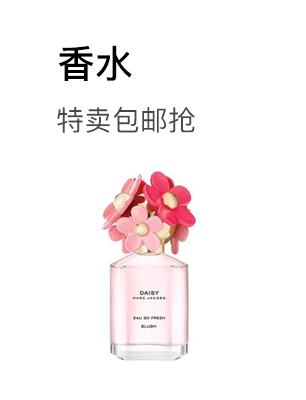 香水
特卖包邮抢
DAISY
MARC JACOBS
EAU SO FRESH
BLUSH